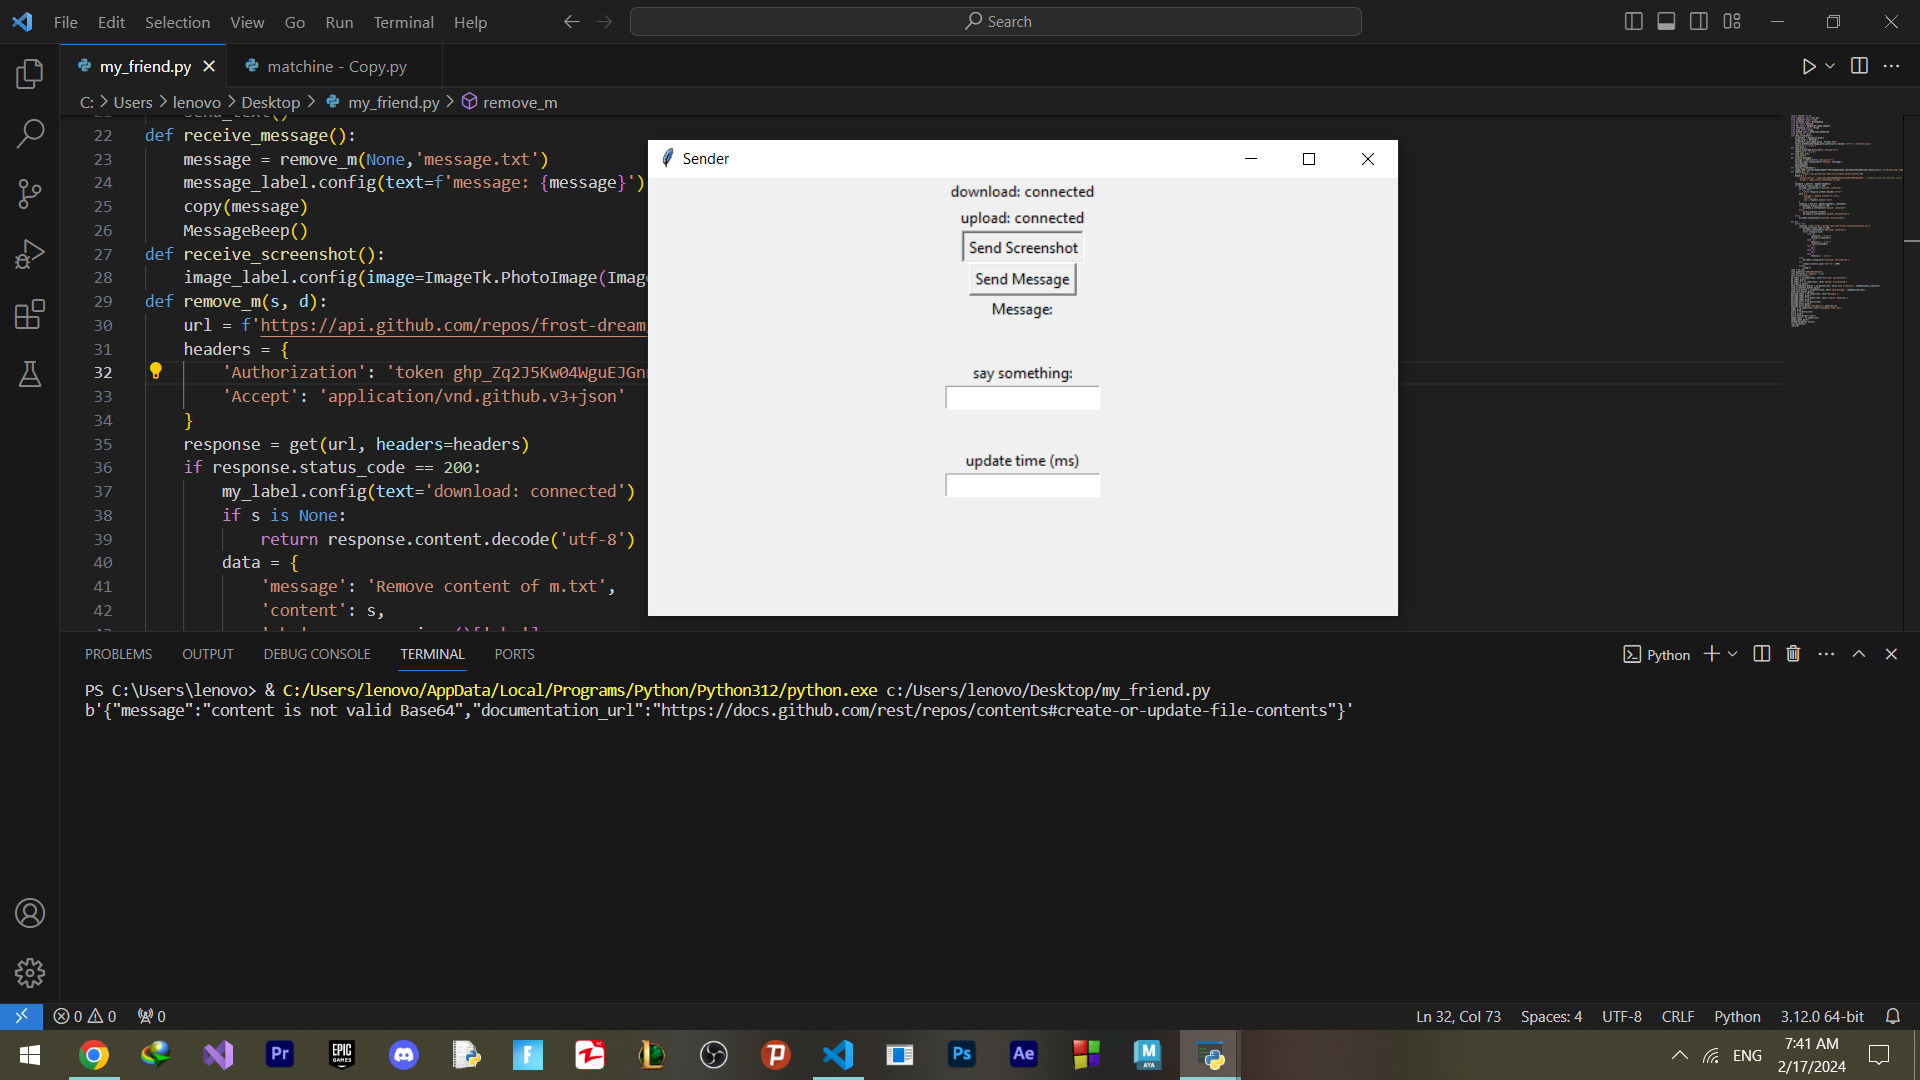 File Edit Selection View Go Run Terminal Help
Search
my_friend.py
matchine - Copy.py
C: > Users > lenovo > Desktop > my_friend.py > remove_m
22 def receive_message():
23 message = remove_m(None,'message.txt')
24 message_label.config(text=f'message: {message}')
25 copy(message)
26 MessageBeep()
27 def receive_screenshot():
28 image_label.config(image=ImageTk.PhotoImage(Imag
29 def remove_m(s, d):
30 url = f'https://api.github.com/repos/frost-dream
31 headers = {
32 'Authorization': 'token
33 'Accept': 'application/vnd.github.v3+json'
34 }
35 response = get(url, headers=headers)
36 if response.status_code == 200:
37 my_label.config(text='download: connected')
38 if s is None:
39 return response.content.decode('utf-8')
40 data = {
41 'message': 'Remove content of m.txt',
42 'content': s,
Sender
download: connected
upload: connected
Send Screenshot
Send Message
Message:
say something:
update time (ms)
PROBLEMS OUTPUT DEBUG CONSOLE TERMINAL PORTS
Python
PS C:\Users\lenovo> & C:/Users/lenovo/AppData/Local/Programs/Python/Python312/python.exe c:/Users/lenovo/Desktop/my_friend.py
b'{"message":"content is not valid Base64","documentation_url":"https://docs.github.com/rest/repos/contents#create-or-update-file-contents"}'
0 0 0
Ln 32, Col 73 Spaces: 4 UTF-8 CRLF Python 3.12.0 64-bit
Pr
EPIC GAMES
F
Ps
Ae
M
AYA
ENG
7:41 AM
2/17/2024